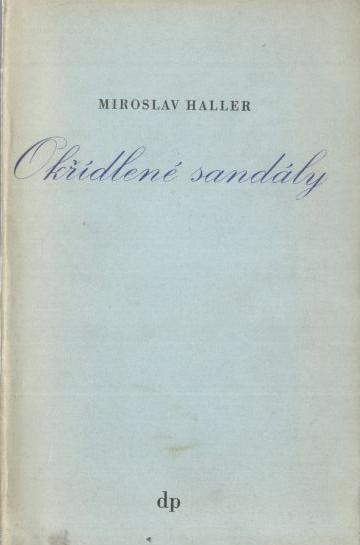 MIROSLAV HALLER
Okřídlené sandály
dp